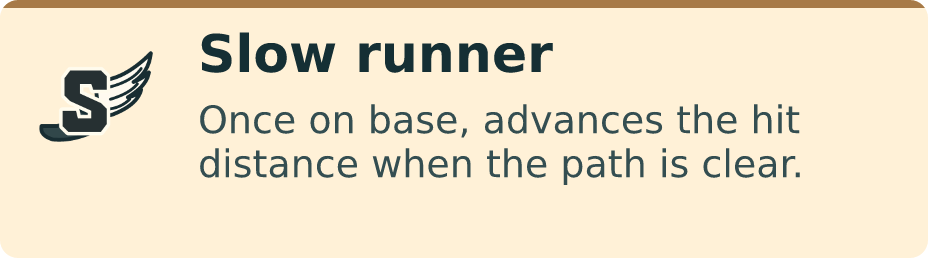 S
Slow runner
Once on base, advances the hit
distance when the path is clear.